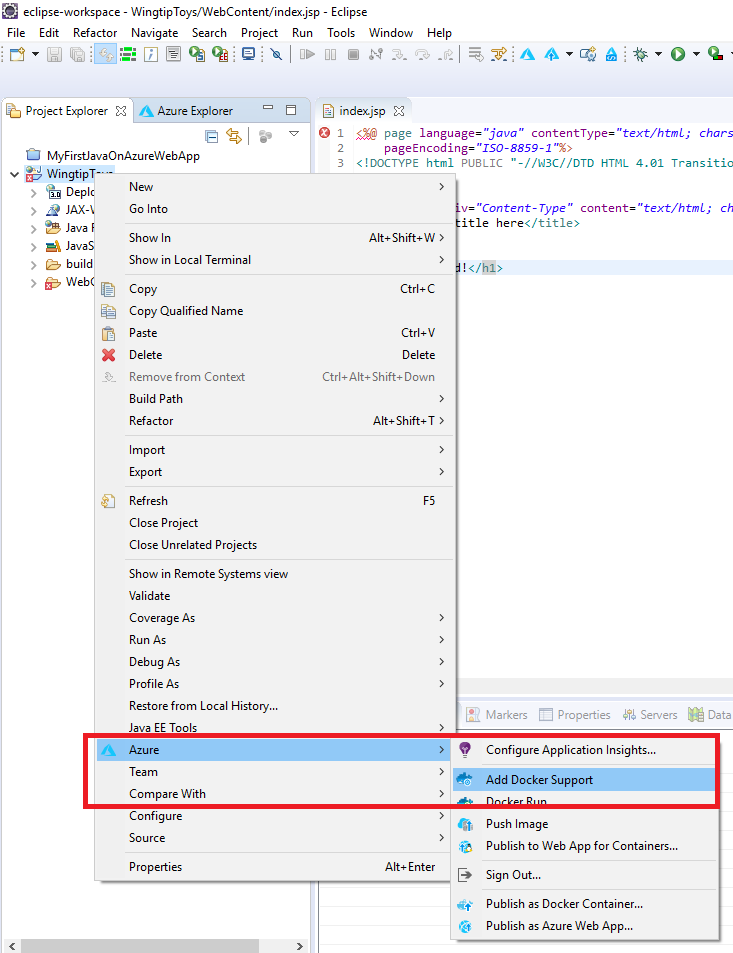 eclipse-workspace - WingtipToys/WebContent/index.jsp - Eclipse
File Edit Refactor Navigate Search Project Run Tools Window Help
Project Explorer
Azure Explorer
index.jsp
MyFirstJavaOnAzureWebApp
WingtipToys
3.0 Deplo
JAX-W
Java R
JavaS
build
WebC
1 <%@ page language="java" contentType="text/html; chars
2 pageEncoding="ISO-8859-1"%>
3 <!DOCTYPE html PUBLIC "-//W3C//DTD HTML 4.01 Transitio
iv="Content-Type" content="text/html; ch
title here</title>
d!</h1>
New
Go Into
Show In Alt+Shift+W
Show in Local Terminal
Copy Ctrl+C
Copy Qualified Name
Paste Ctrl+V
Delete Delete
Remove from Context Ctrl+Alt+Shift+Down
Build Path
Refactor Alt+Shift+T
Import
Export
Refresh F5
Close Project
Close Unrelated Projects
Show in Remote Systems view
Validate
Coverage As
Run As
Debug As
Profile As
Restore from Local History...
Java EE Tools
Azure
Team
Compare With
Configure
Source
Properties Alt+Enter
Markers Properties Servers Data
Configure Application Insights...
Add Docker Support
Docker Run
Push Image
Publish to Web App for Containers...
Sign Out...
Publish as Docker Container...
Publish as Azure Web App...